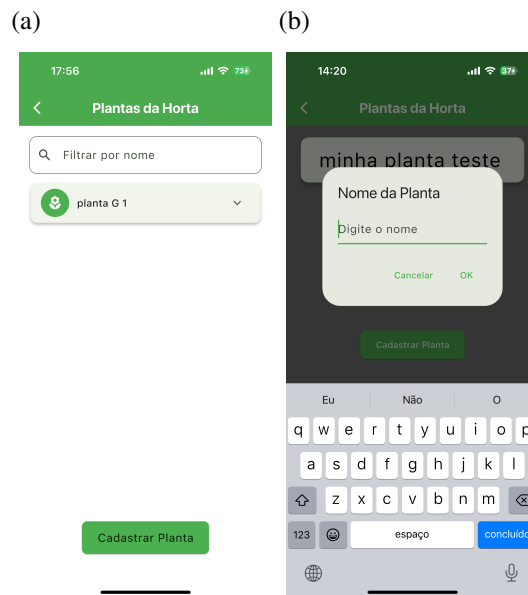 (a)
17:56
73
Plantas da Horta
Filtrar por nome
planta G 1
Cadastrar Planta
(b)
14:20
37
Plantas da Horta
minha planta teste
Nome da Planta
Digite o nome
Cancelar OK
Cadastrar Planta
Eu Não O
q w e r t y u i o p
a s d f g h j k l
z x c v b n m
123 espaço concluído